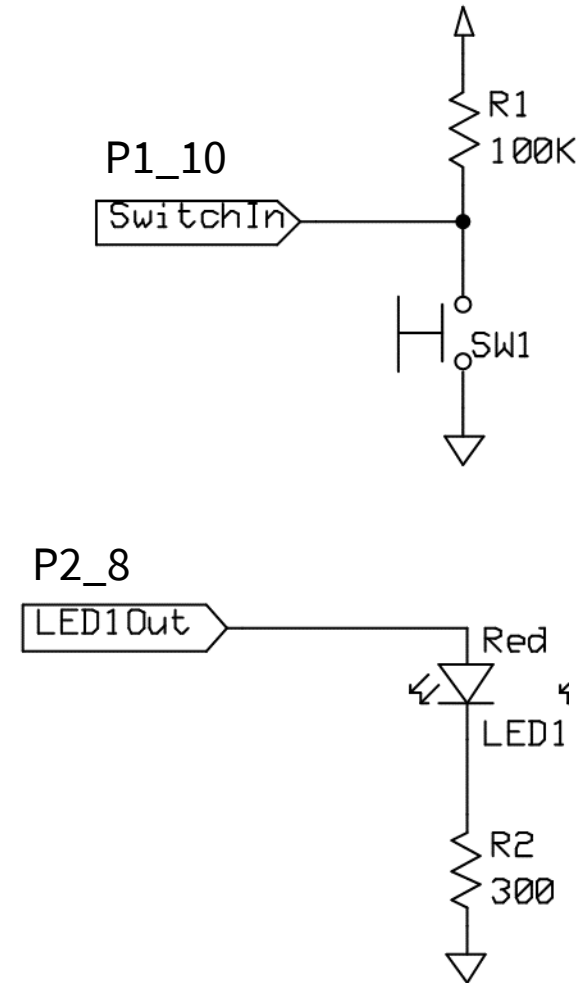 R1
100K
P1_10
SwitchIn
SW1
P2_8
LED1Out
Red
LED1
R2
300